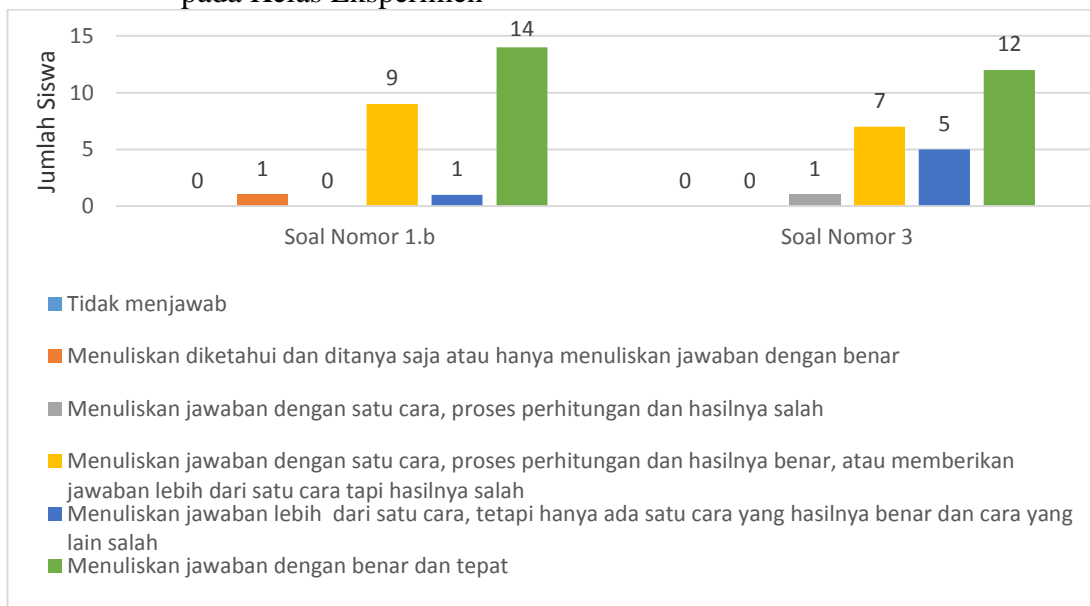 pada Kelas Eksperimen
15
10
5
0
Jumlah Siswa
0 1 0 9 1 14
0 0 1 7 5 12
Soal Nomor 1.b
Soal Nomor 3
Tidak menjawab
Menuliskan diketahui dan ditanya saja atau hanya menuliskan jawaban dengan benar
Menuliskan jawaban dengan satu cara, proses perhitungan dan hasilnya salah
Menuliskan jawaban dengan satu cara, proses perhitungan dan hasilnya benar, atau memberikan
jawaban lebih dari satu cara tapi hasilnya salah
Menuliskan jawaban lebih dari satu cara, tetapi hanya ada satu cara yang hasilnya benar dan cara yang
lain salah
Menuliskan jawaban dengan benar dan tepat